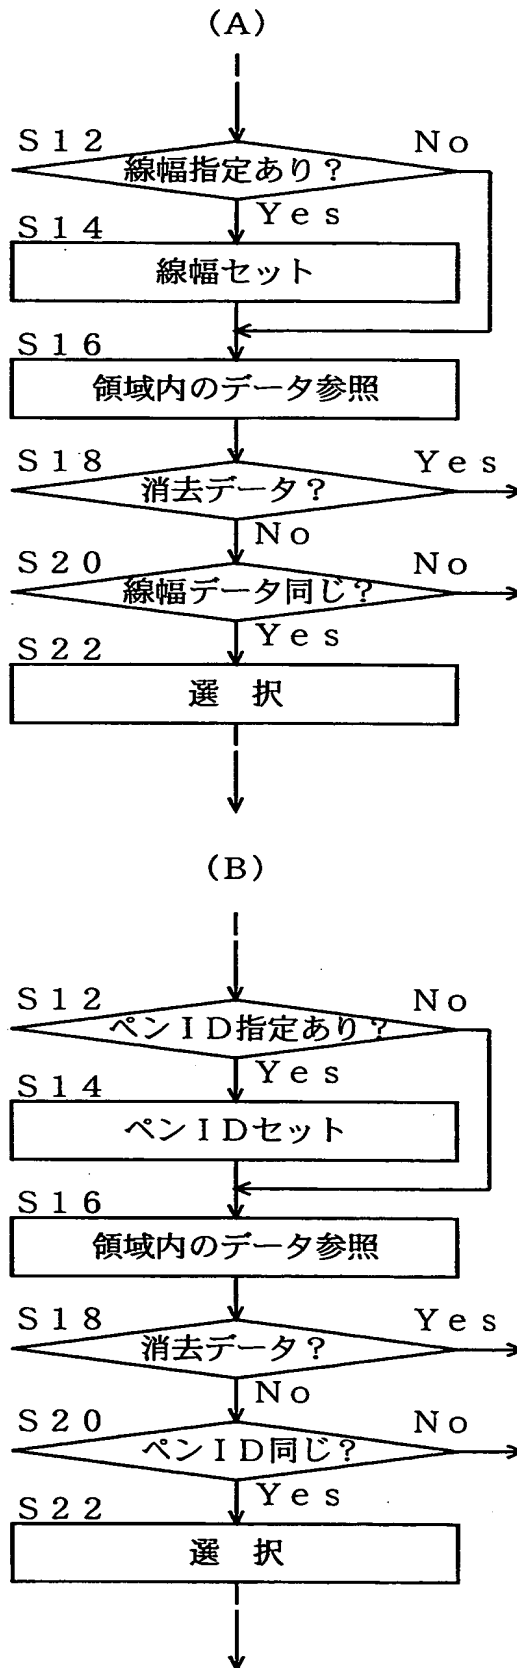 (A)
S12
線幅指定あり？
No
Yes
S14
線幅セット
S16
領域内のデータ参照
S18
消去データ？
Yes
No
S20
線幅データ同じ？
No
Yes
S22
選 択
(B)
S12
ペンID指定あり？
No
Yes
S14
ペンIDセット
S16
領域内のデータ参照
S18
消去データ？
Yes
No
S20
ペンID同じ？
No
Yes
S22
選 択